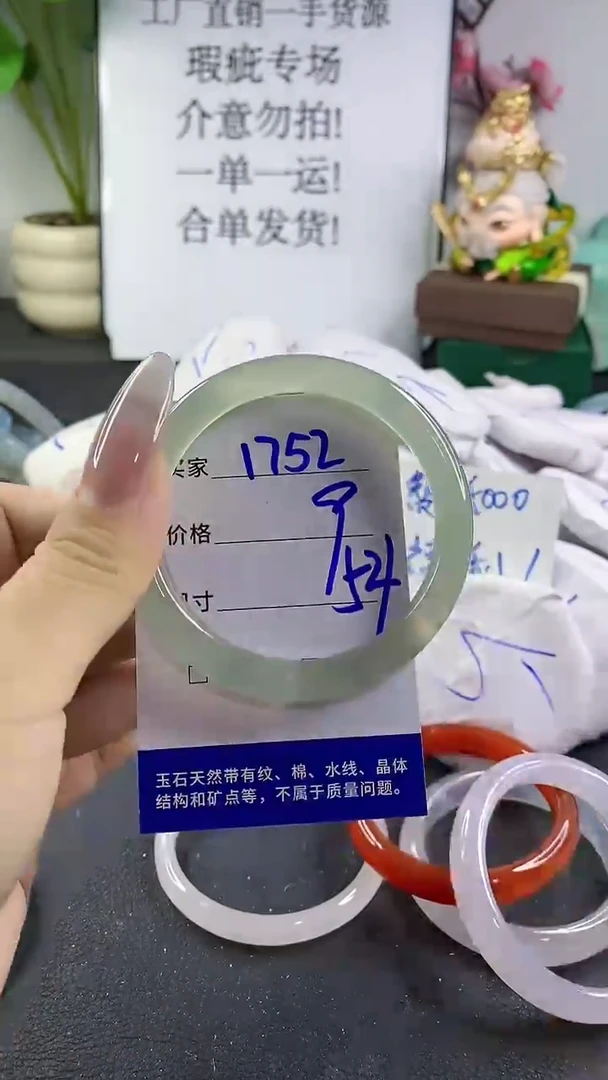 工厂直销一手货源
瑕疵专场
介意勿拍!
一单一运!
合单发货!
买家 1752
价格 9
寸 54
000
玉石天然带有纹、棉、水线、晶体
结构和矿点等，不属于质量问题。